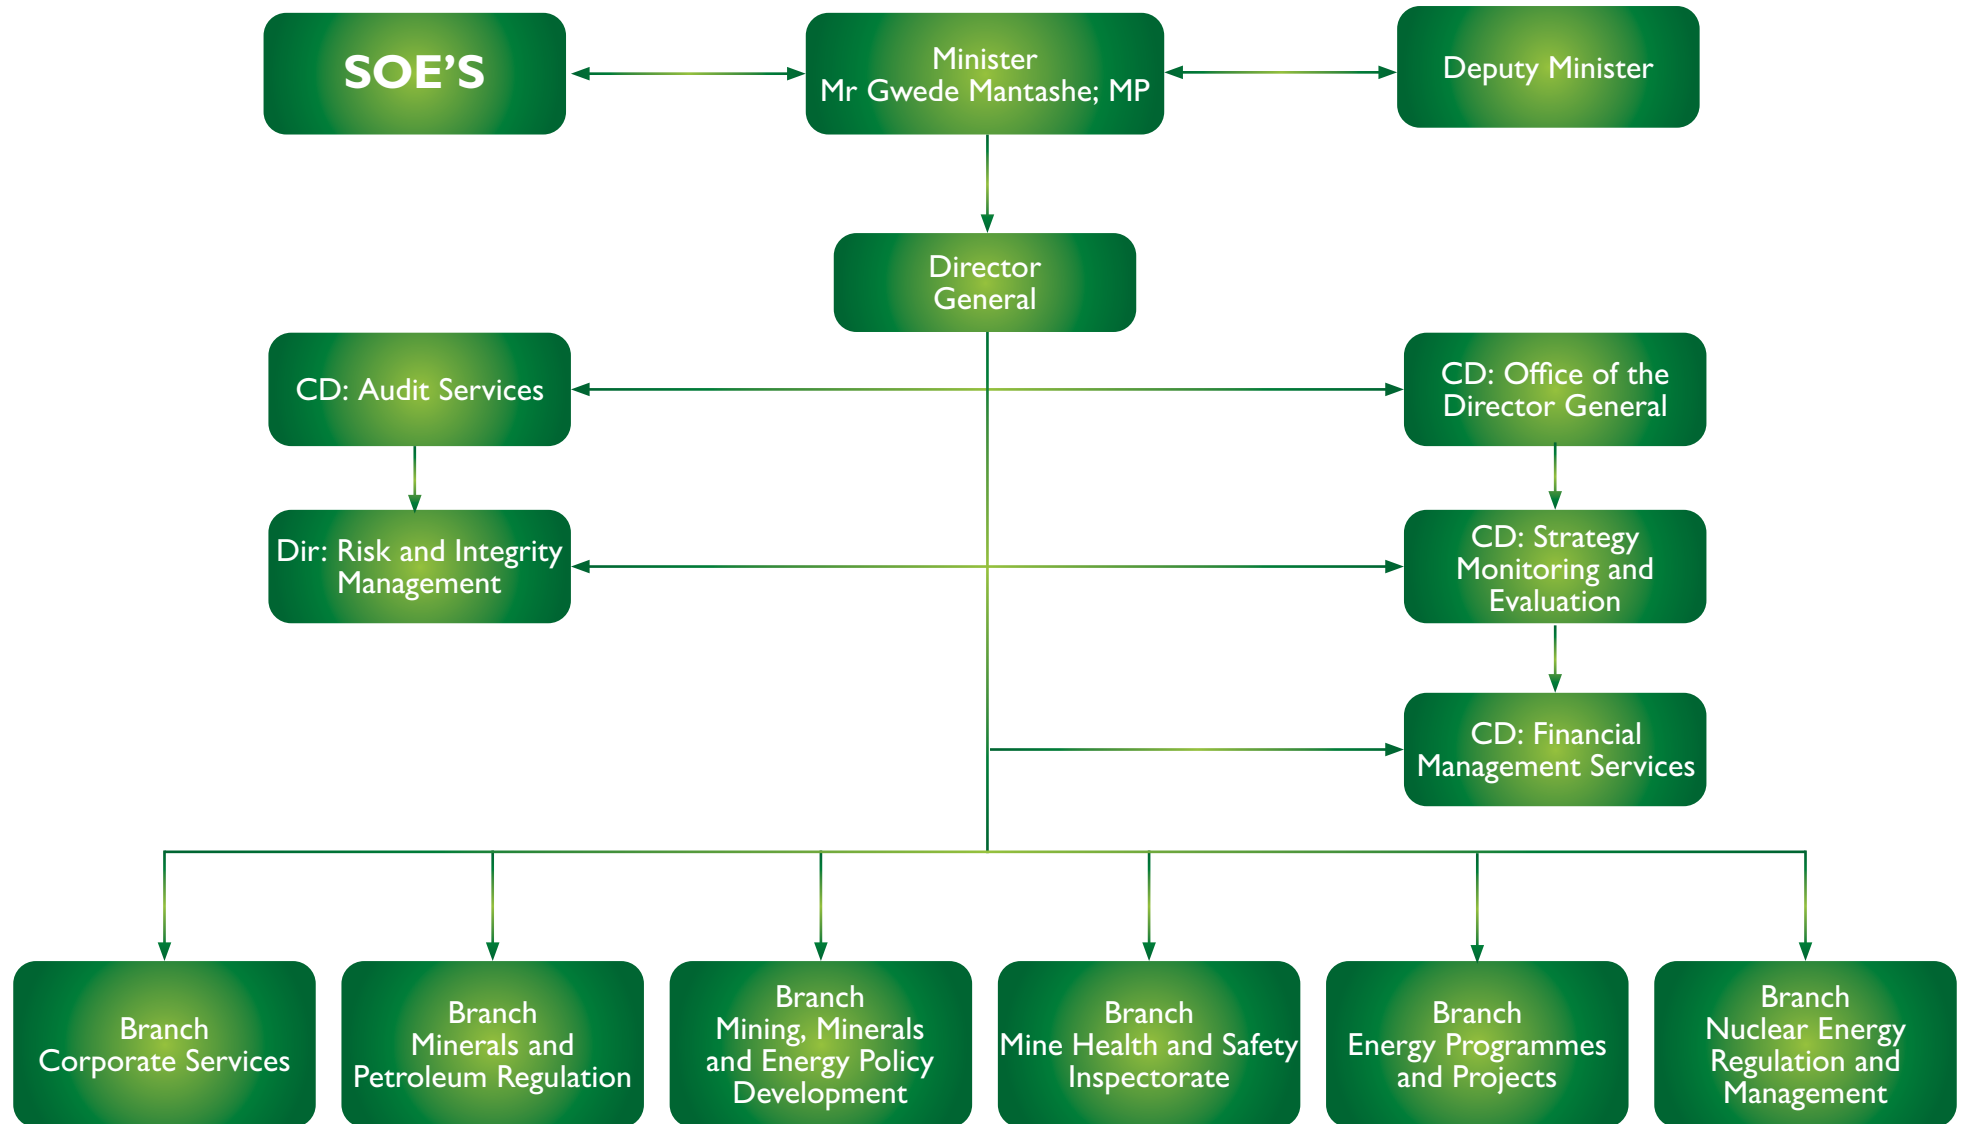 SOE’S
Minister
Mr Gwede Mantashe; MP
Deputy Minister
Director
General
CD: Audit Services
CD: Office of the
Director General
Dir: Risk and Integrity
Management
CD: Strategy
Monitoring and
Evaluation
CD: Financial
Management Services
Branch
Corporate Services
Branch
Minerals and
Petroleum Regulation
Branch
Mining, Minerals
and Energy Policy
Development
Branch
Mine Health and Safety
Inspectorate
Branch
Energy Programmes
and Projects
Branch
Nuclear Energy
Regulation and
Management